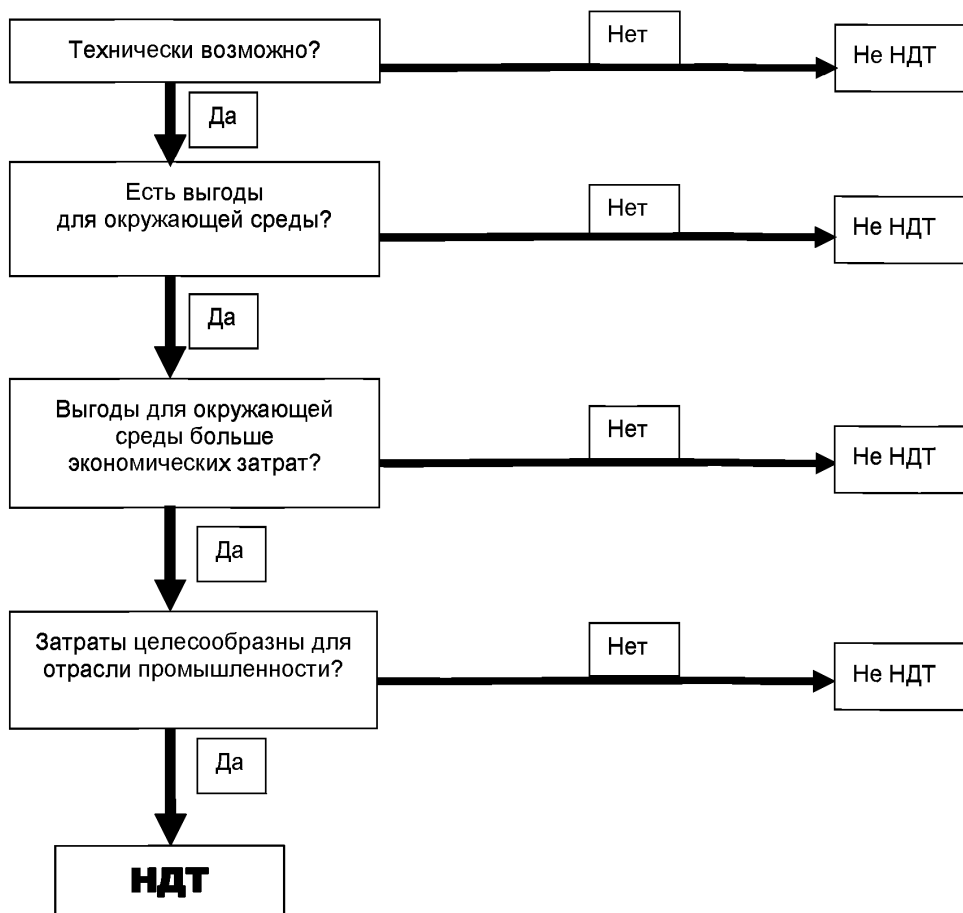 Технически возможно?
Нет
Не НДТ
Да
Есть выгоды
для окружающей среды?
Нет
Не НДТ
Да
Выгоды для окружающей
среды больше
экономических затрат?
Нет
Не НДТ
Да
Затраты целесообразны для
отрасли промышленности?
Нет
Не НДТ
Да
НДТ